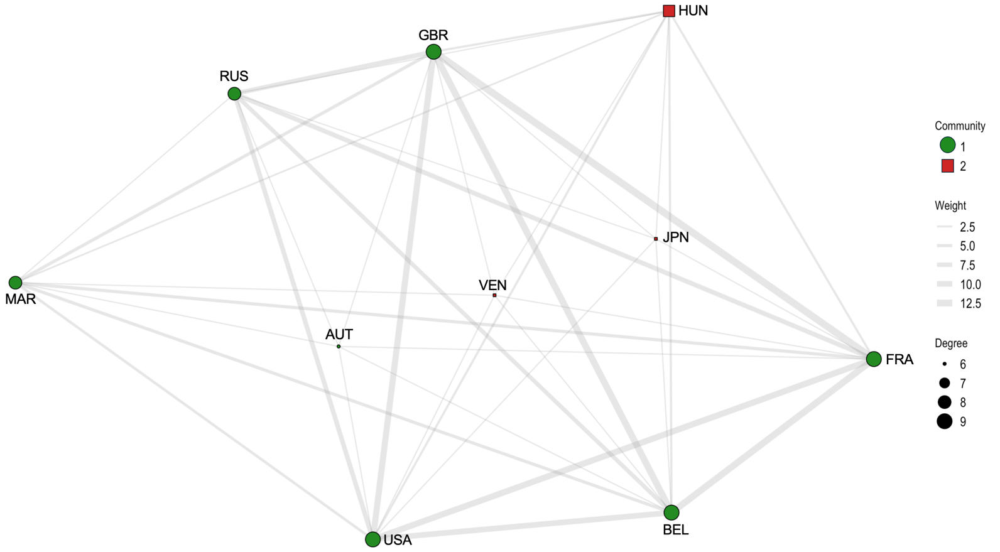 HUN
GBR
RUS
JPN
VEN
MAR
AUT
FRA
USA
BEL
Community
1
2
Weight
2.5
5.0
7.5
10.0
12.5
Degree
6
7
8
9